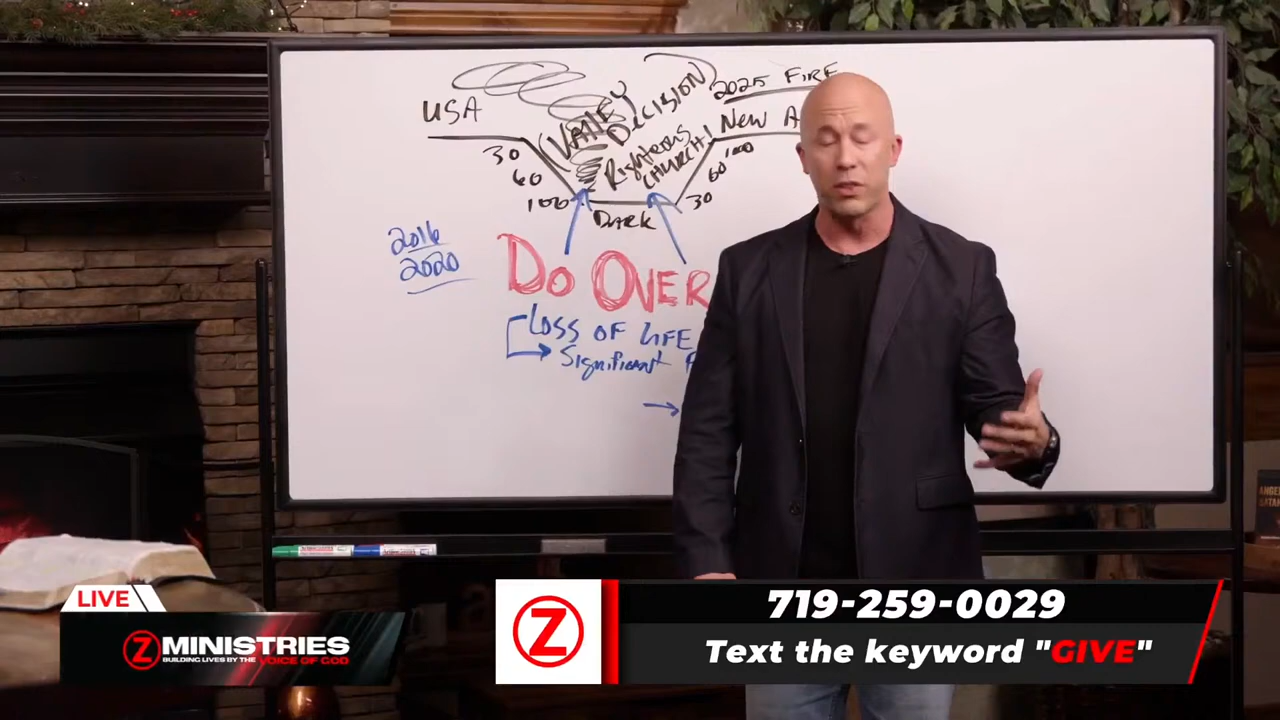 USA
VALLEY
DECISION
2025 FIRE
New A
Righteous
CHURCH!
30
60
100
100
60
30
DARK
2016
2020
DO OVER
LOSS OF LIFE
Significant
ANGE
SATAN
LIVE
Z MINISTRIES
BUILDING LIVES BY THE VOICE OF GOD
Z
719-259-0029
Text the keyword "GIVE"